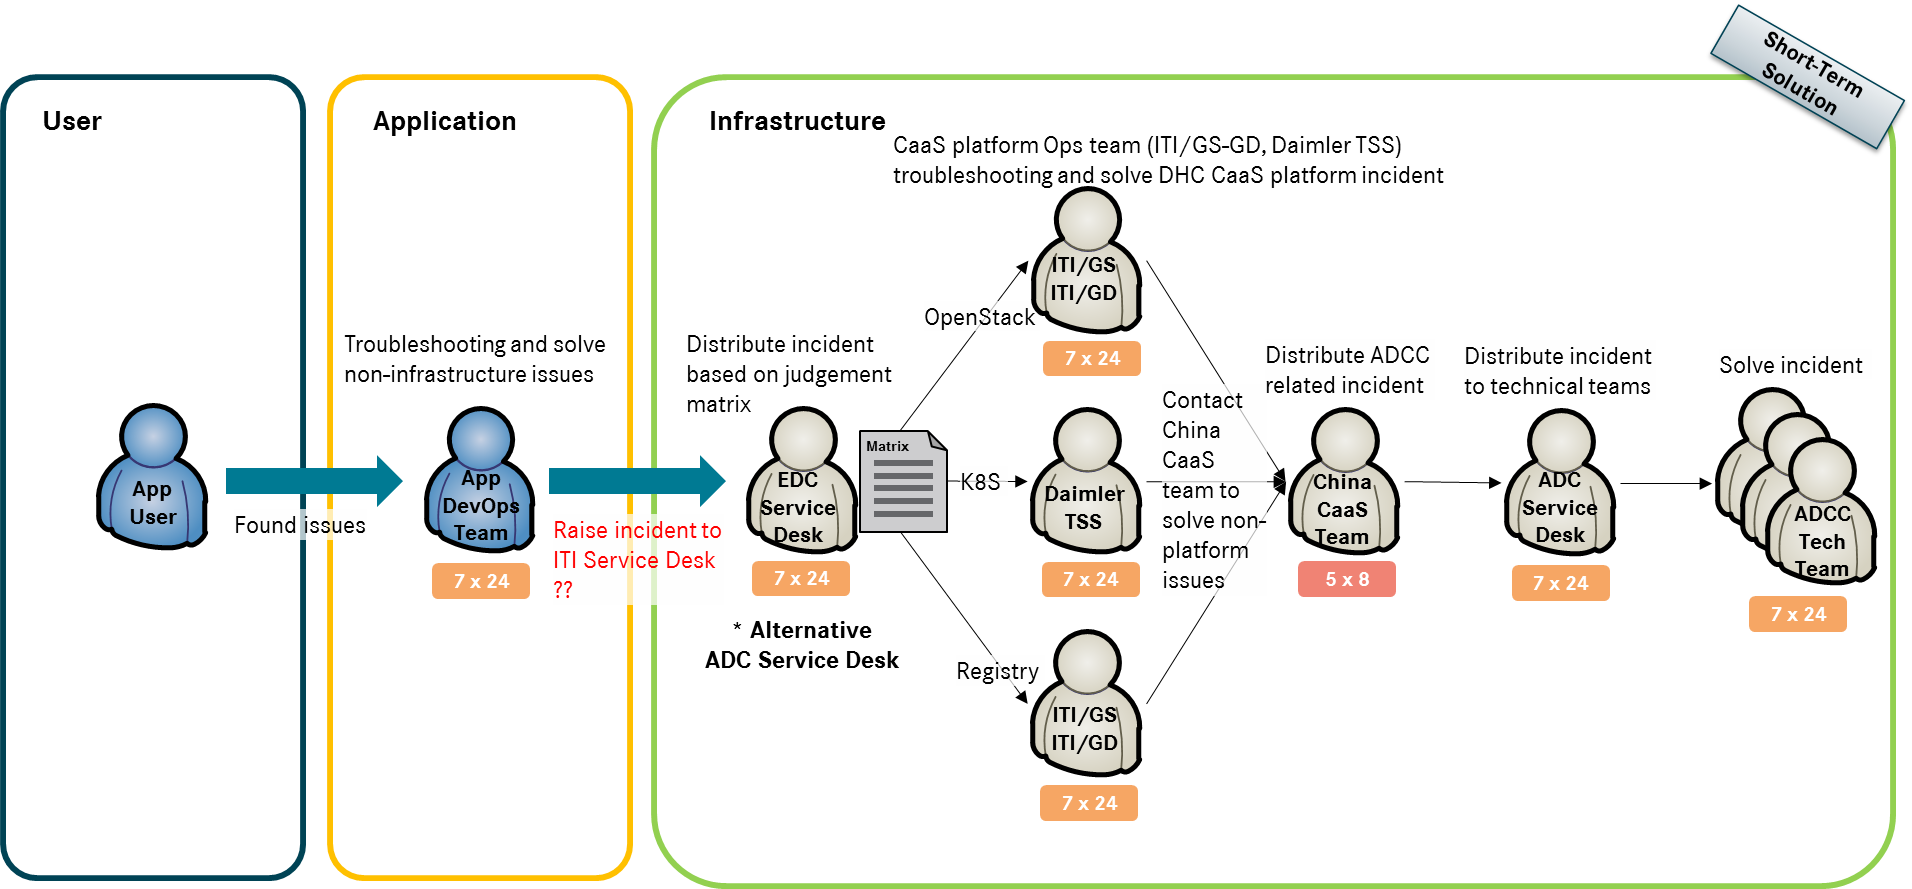 Short-Term
Solution
User
Application
Infrastructure
CaaS platform Ops team (ITI/GS-GD, Daimler TSS)
troubleshooting and solve DHC CaaS platform incident
App
User
Found issues
Troubleshooting and solve
non-infrastructure issues
App
DevOps
Team
7 x 24
Raise incident to
ITI Service Desk
??
Distribute incident
based on judgement
matrix
EDC
Service
Desk
7 x 24
* Alternative
ADC Service Desk
Matrix
OpenStack
K8S
Registry
ITI/GS
ITI/GD
7 x 24
Daimler
TSS
7 x 24
ITI/GS
ITI/GD
7 x 24
Contact
China
CaaS
team to
solve non-
platform
issues
Distribute ADCC
related incident
China
CaaS
Team
5 x 8
Distribute incident
to technical teams
ADC
Service
Desk
7 x 24
Solve incident
ADCC
Tech
Team
7 x 24